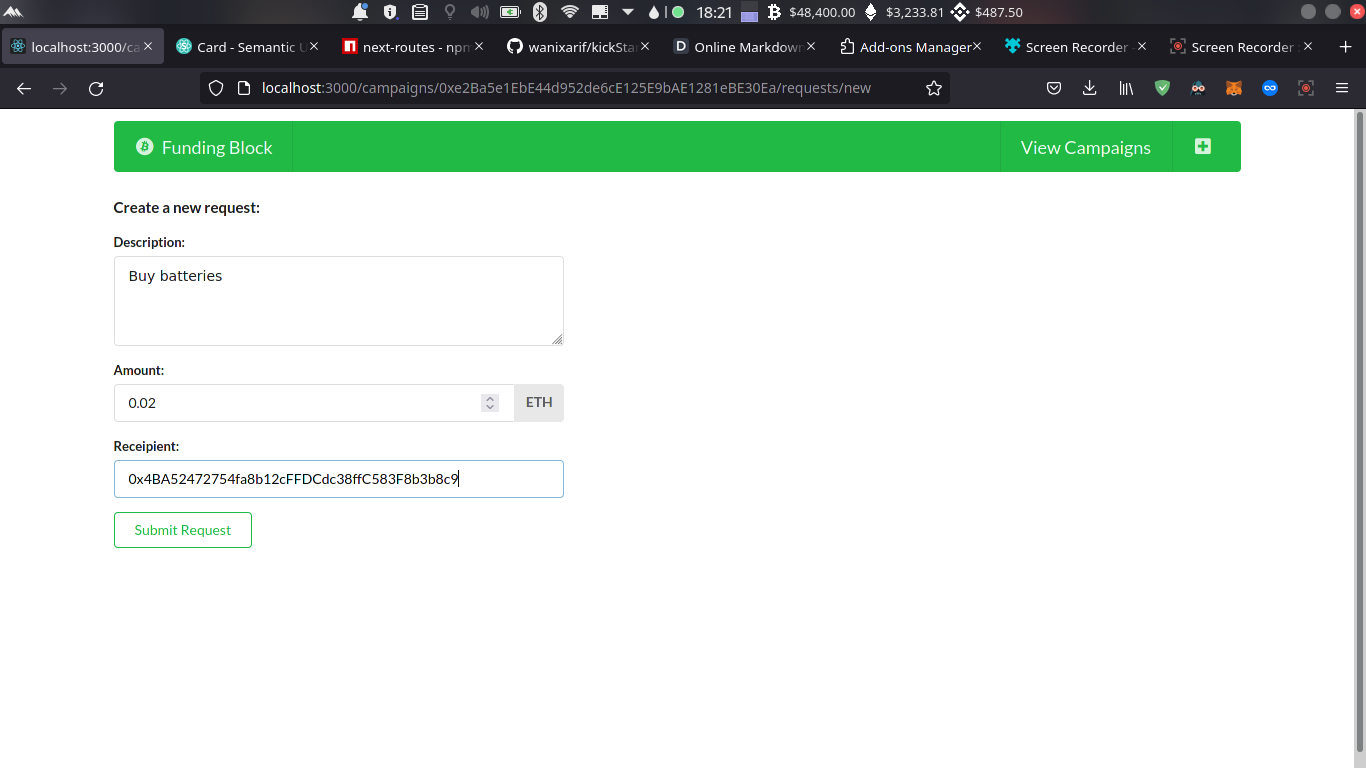 18:21 $48,400.00 $3,233.81 $487.50
localhost:3000/ca Card - Semantic U next-routes - npm wanixarif/kickSta Online Markdown Add-ons Manager Screen Recorder Screen Recorder
localhost:3000/campaigns/0xe2Ba5e1EbE44d952de6cE125E9bAE1281eBE30Ea/requests/new
Funding Block View Campaigns
Create a new request:
Description:
Buy batteries
Amount:
0.02 ETH
Receipient:
0x4BA52472754fa8b12cFFDCdc38ffC583F8b3b8c9
Submit Request